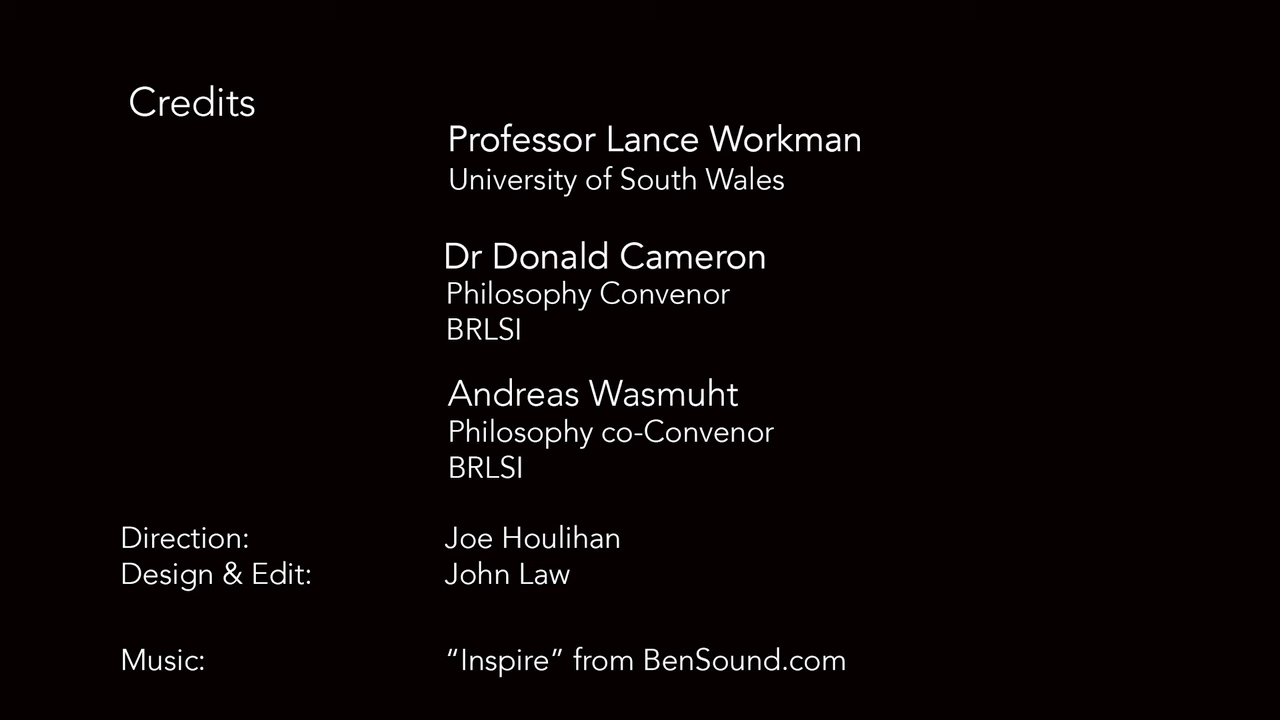 Credits
Professor Lance Workman
University of South Wales
Dr Donald Cameron
Philosophy Convenor
BRLSI
Andreas Wasmuht
Philosophy co-Convenor
BRLSI
Direction: Joe Houlihan
Design & Edit: John Law
Music: “Inspire” from BenSound.com